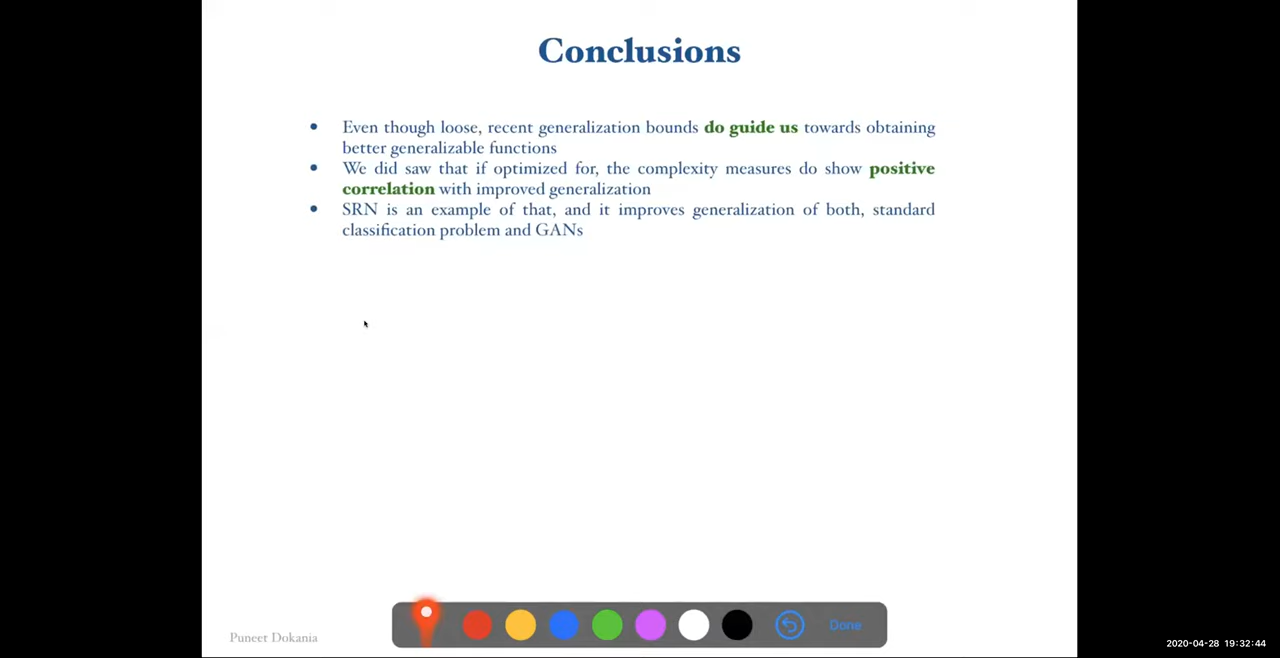 Conclusions
• Even though loose, recent generalization bounds do guide us towards obtaining
better generalizable functions
• We did saw that if optimized for, the complexity measures do show positive
correlation with improved generalization
• SRN is an example of that, and it improves generalization of both, standard
classification problem and GANs
Puneet Dokania
Done
2020-04-28 19:32:44